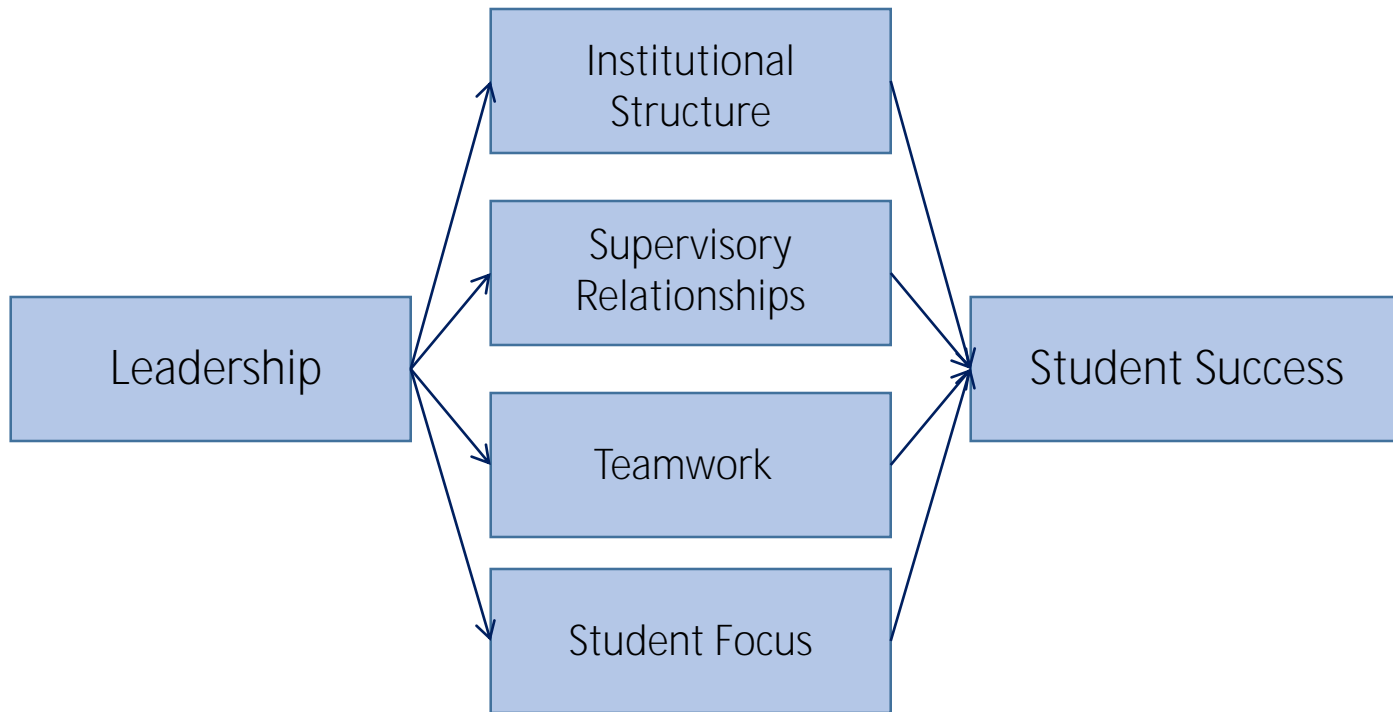 Institutional
Structure
Supervisory
Relationships
Leadership
Student Success
Teamwork
Student Focus